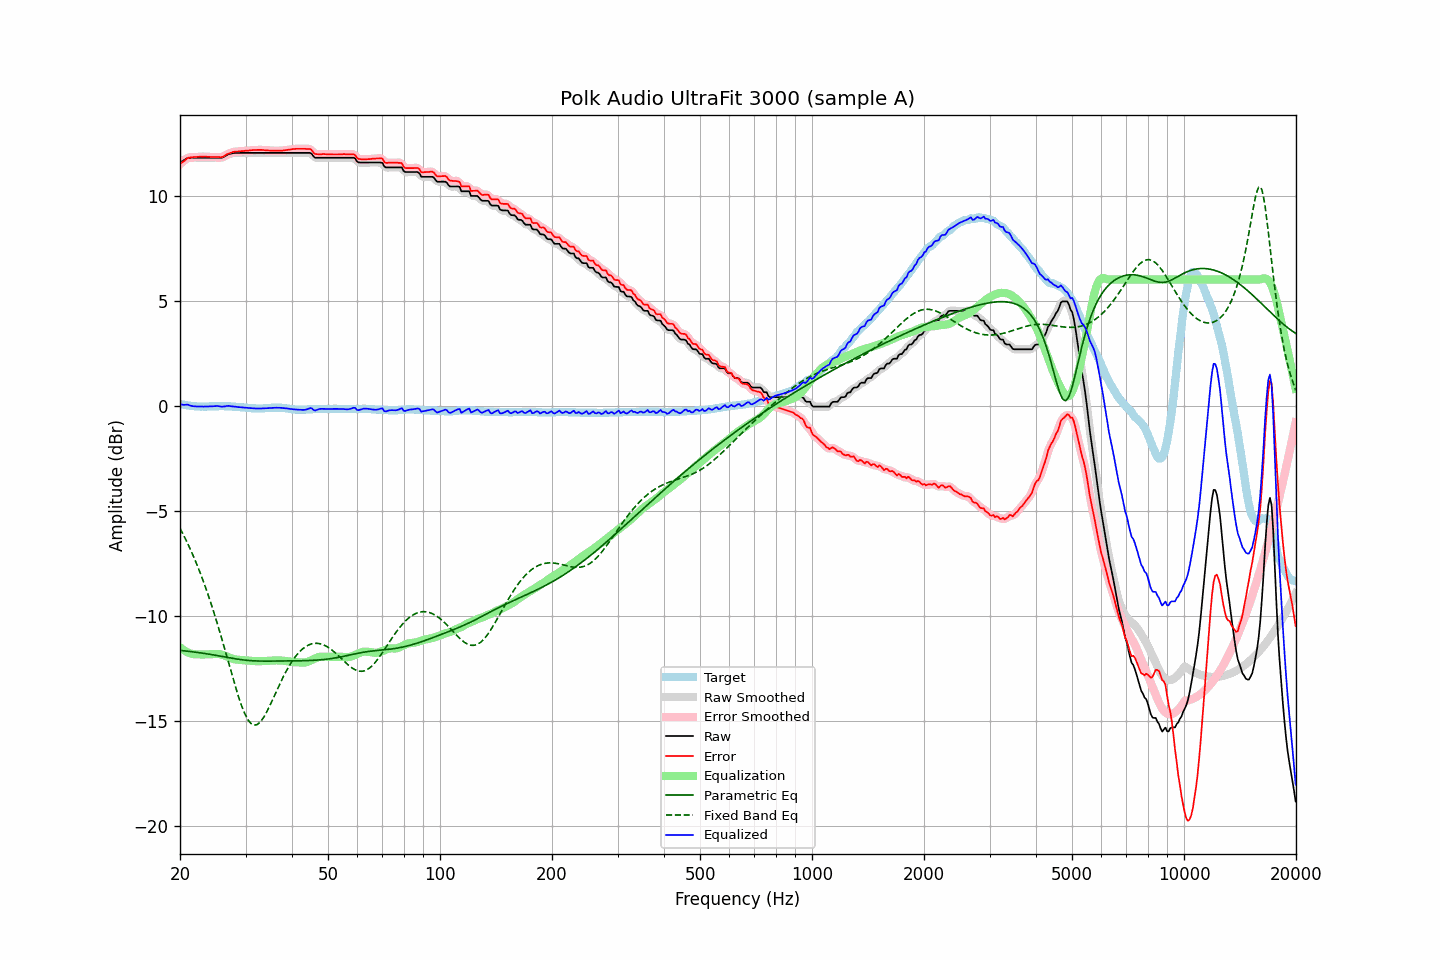 Polk Audio UltraFit 3000 (sample A)
Amplitude (dBr)
10
5
0
−5
−10
−15
−20
Target
Raw Smoothed
Error Smoothed
Raw
Error
Equalization
Parametric Eq
Fixed Band Eq
Equalized
20 50 100 200 500 1000 2000 5000 10000 20000
Frequency (Hz)